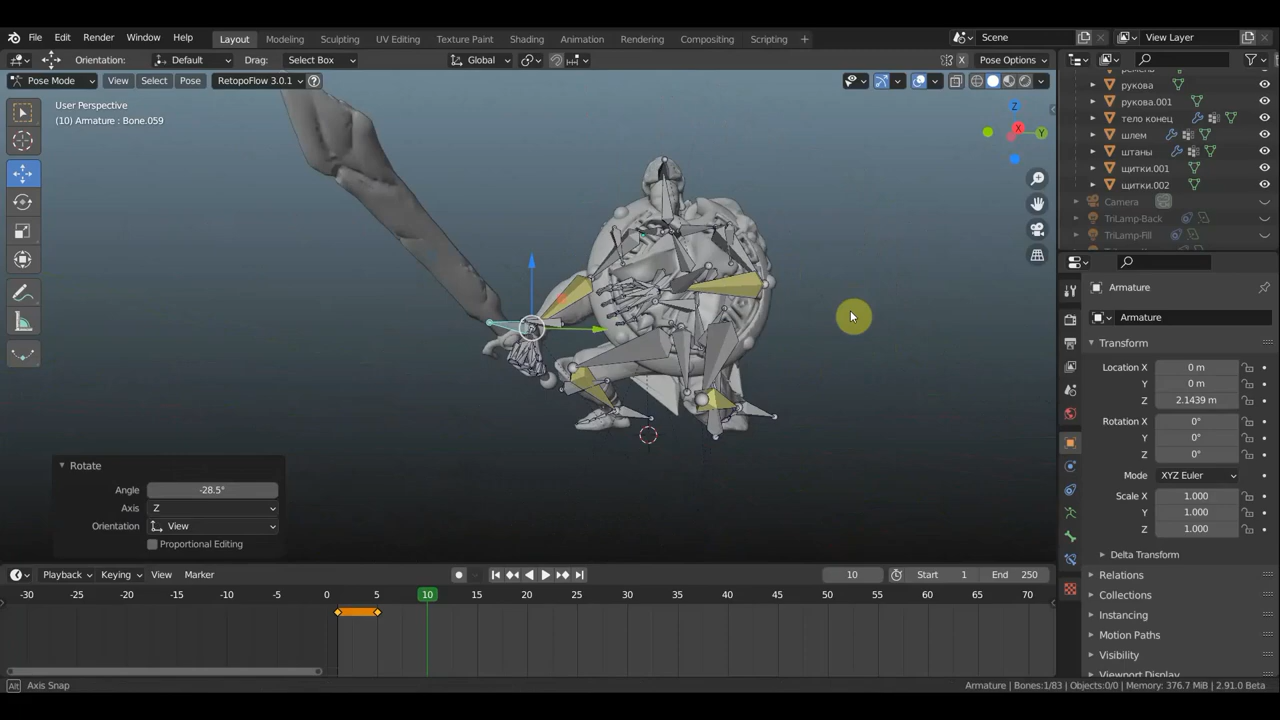 File Edit Render Window Help Layout Modeling Sculpting UV Editing Texture Paint Shading Animation Rendering Compositing Scripting + Scene View Layer
Orientation: Default Drag: Select Box Global X Pose Options
Pose Mode View Select Pose RetopoFlow 3.0.1 ?
User Perspective
(10) Armature : Bone.059
Z
X
Y
рукова
рукова.001
тело конец
шлем
штаны
щитки.001
щитки.002
Camera
TriLamp-Back
TriLamp-Fill
Armature
Armature
Transform
Location X 0 m
Y 0 m
Z 2.1439 m
Rotation X 0°
Y 0°
Z 0°
Mode XYZ Euler
Scale X 1.000
Y 1.000
Z 1.000
Delta Transform
Relations
Collections
Instancing
Motion Paths
Visibility
Viewport Display
Rotate
Angle -28.5°
Axis Z
Orientation View
Proportional Editing
Playback Keying View Marker 10 Start 1 End 250
-30 -25 -20 -15 -10 -5 0 5 10 15 20 25 30 35 40 45 50 55 60 65 70
Alt Axis Snap
Armature | Bones:1/83 | Objects:0/0 | Memory: 376.7 MiB | 2.91.0 Beta